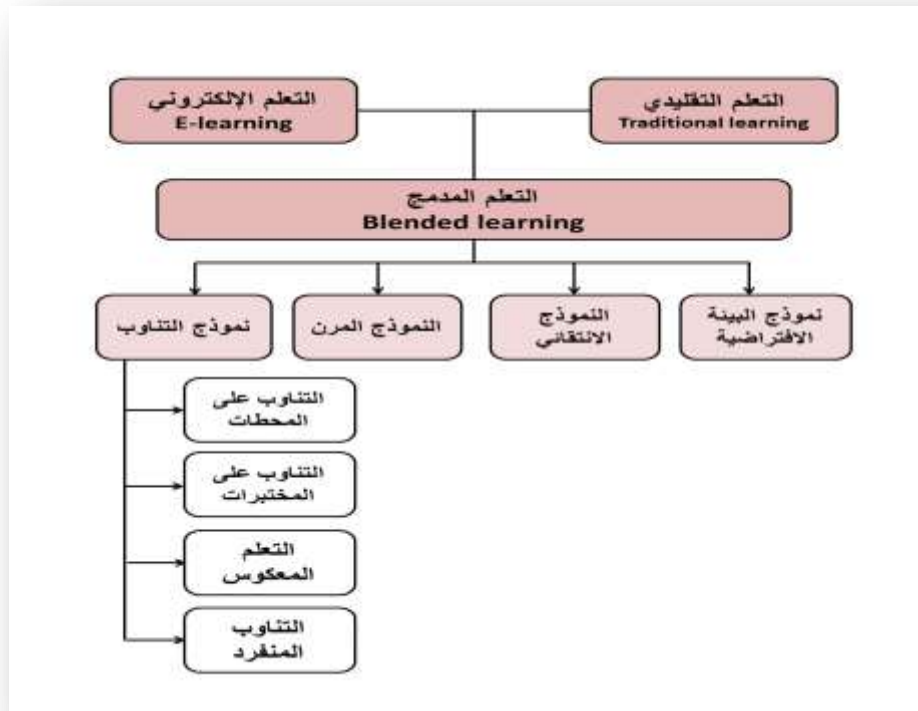 التعلم التقليدي
Traditional learning
التعلم الإلكتروني
E-learning
التعلم المدمج
Blended learning
نموذج البيئة
الافتراضية
النموذج
الانتقائي
النموذج المرن
نموذج التناوب
التناوب على
المحطات
التناوب على
المختبرات
التعلم
المعكوس
التناوب
المنفرد